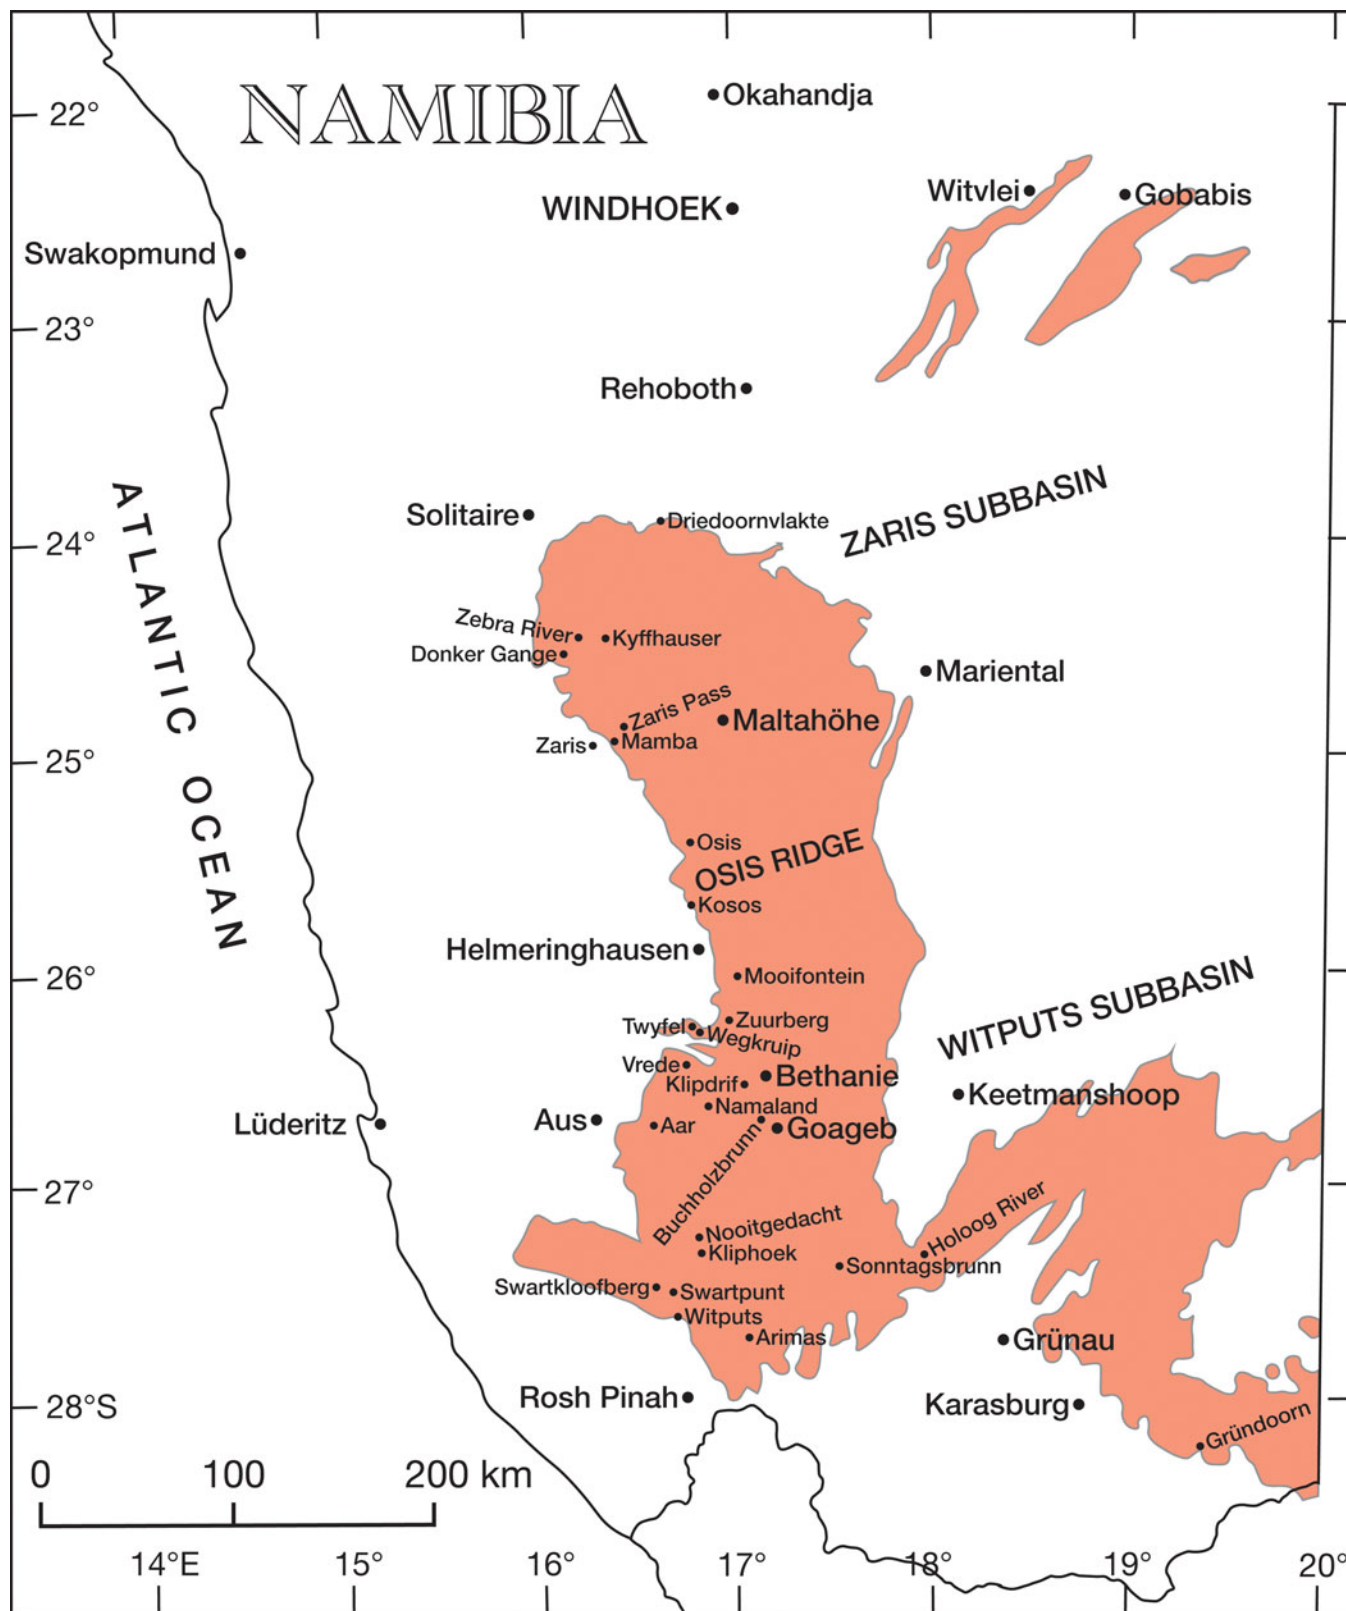 NAMIBIA
Okahandja
22°
Witvlei
Gobabis
WINDHOEK
Swakopmund
23°
Rehoboth
ZARIS SUBBASIN
Solitaire
Driedoornvlakte
24°
ATLANTIC OCEAN
Zebra River
Kyffhauser
Donker Gange
Mariental
Zaris Pass
Maltahöhe
Zaris
Mamba
25°
Osis
OSIS RIDGE
Kosos
Helmeringhausen
26°
Mooifontein
WITPUTS SUBBASIN
Twyfel
Zuurberg
Wegkruip
Vrede
Bethanie
Klipdrif
Keetmanshoop
Namaland
Lüderitz
Aus
Aar
Goageb
Buchholzbrunn
27°
Nooitgedacht
Holoog River
Kliphoek
Sonntagsbrunn
Swartkloofberg
Swartpunt
Witputs
Arimas
Grünau
Rosh Pinah
Karasburg
28°S
Gründoorn
0 100 200 km
14°E 15° 16° 17° 18° 19° 20°